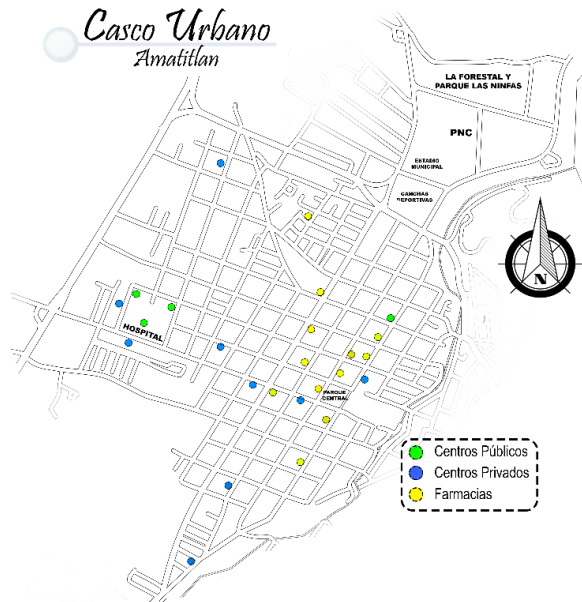 Casco Urbano
Amatitlan
LA FORESTAL Y
PARQUE LAS NINFAS
PNC
ESTADIO
MUNICIPAL
CANCHAS
DEPORTIVAS
N
HOSPITAL
PARQUE
CENTRAL
Centros Públicos
Centros Privados
Farmacias